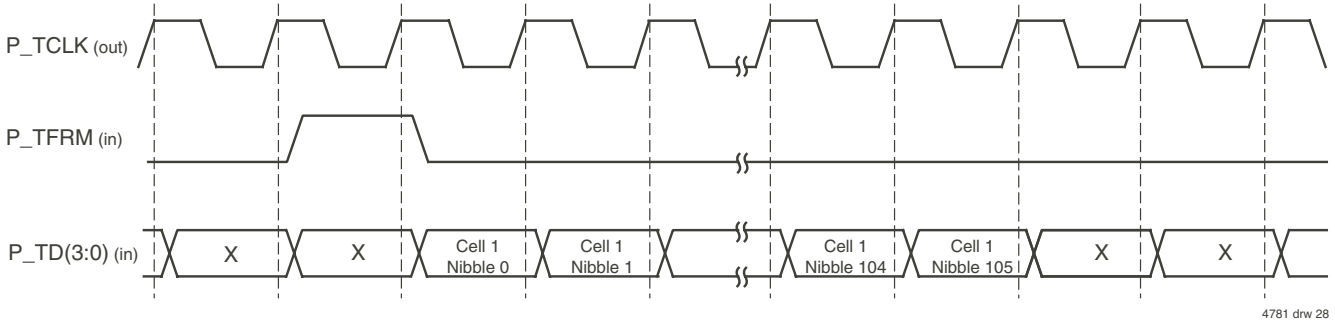 P_TCLK (out)
P_TFRM (in)
P_TD(3:0) (in)
X
X
Cell 1
Nibble 0
Cell 1
Nibble 1
Cell 1
Nibble 104
Cell 1
Nibble 105
X
X
4781 drw 28